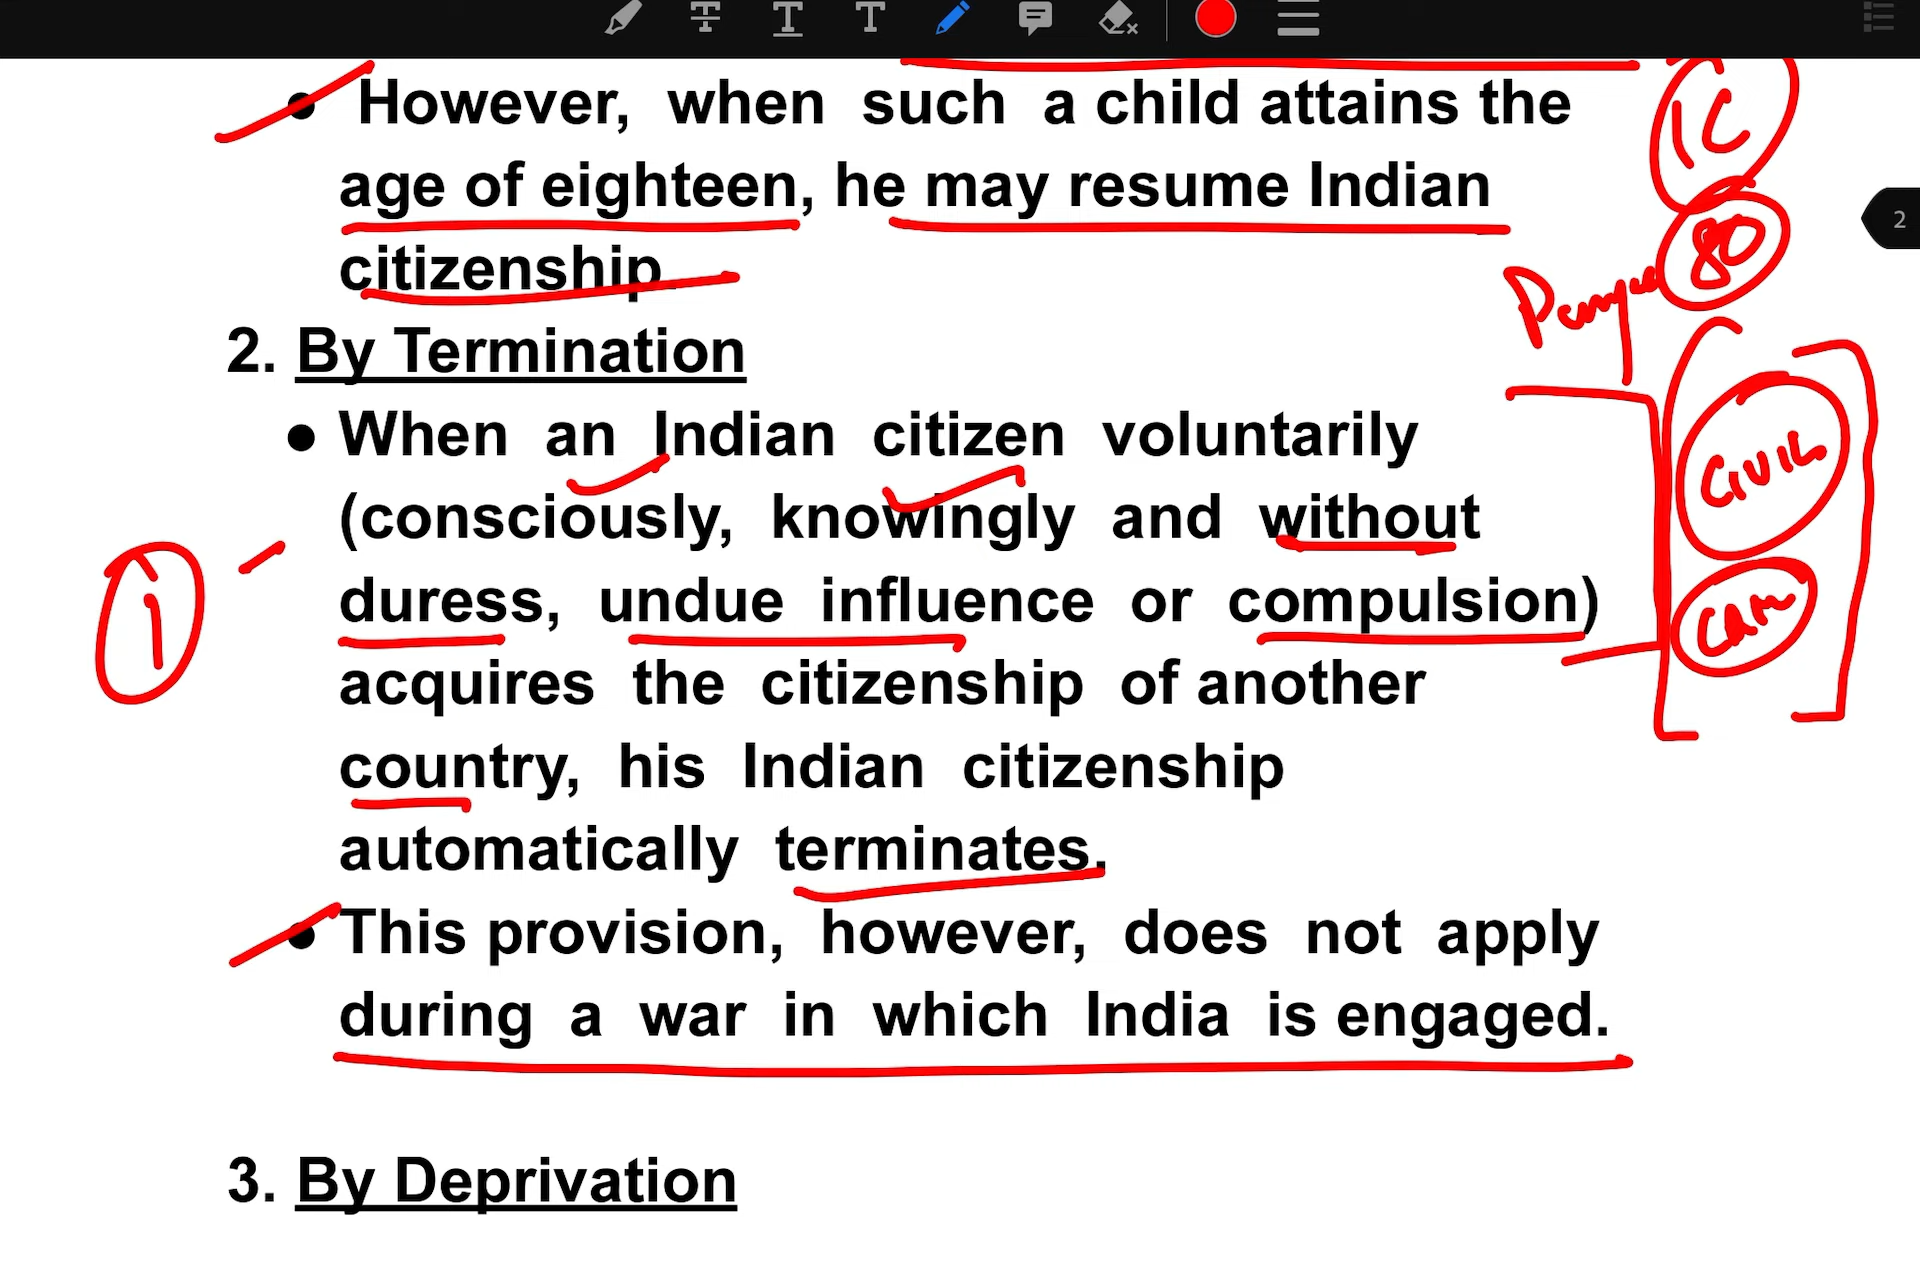 • However, when such a child attains the
age of eighteen, he may resume Indian
citizenship.
2. By Termination
• When an Indian citizen voluntarily
(consciously, knowingly and without
duress, undue influence or compulsion)
acquires the citizenship of another
country, his Indian citizenship
automatically terminates.
• This provision, however, does not apply
during a war in which India is engaged.
3. By Deprivation
IC
80
CIVIL
1
2